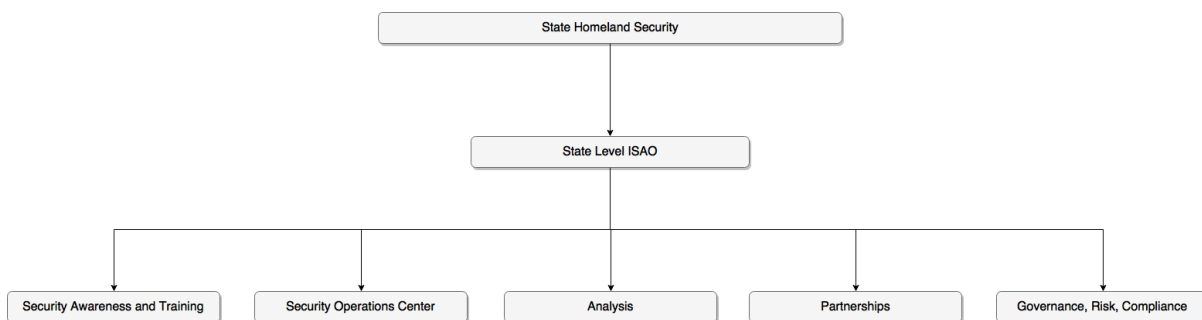 State Homeland Security
State Level ISAO
Security Awareness and Training
Security Operations Center
Analysis
Partnerships
Governance, Risk, Compliance